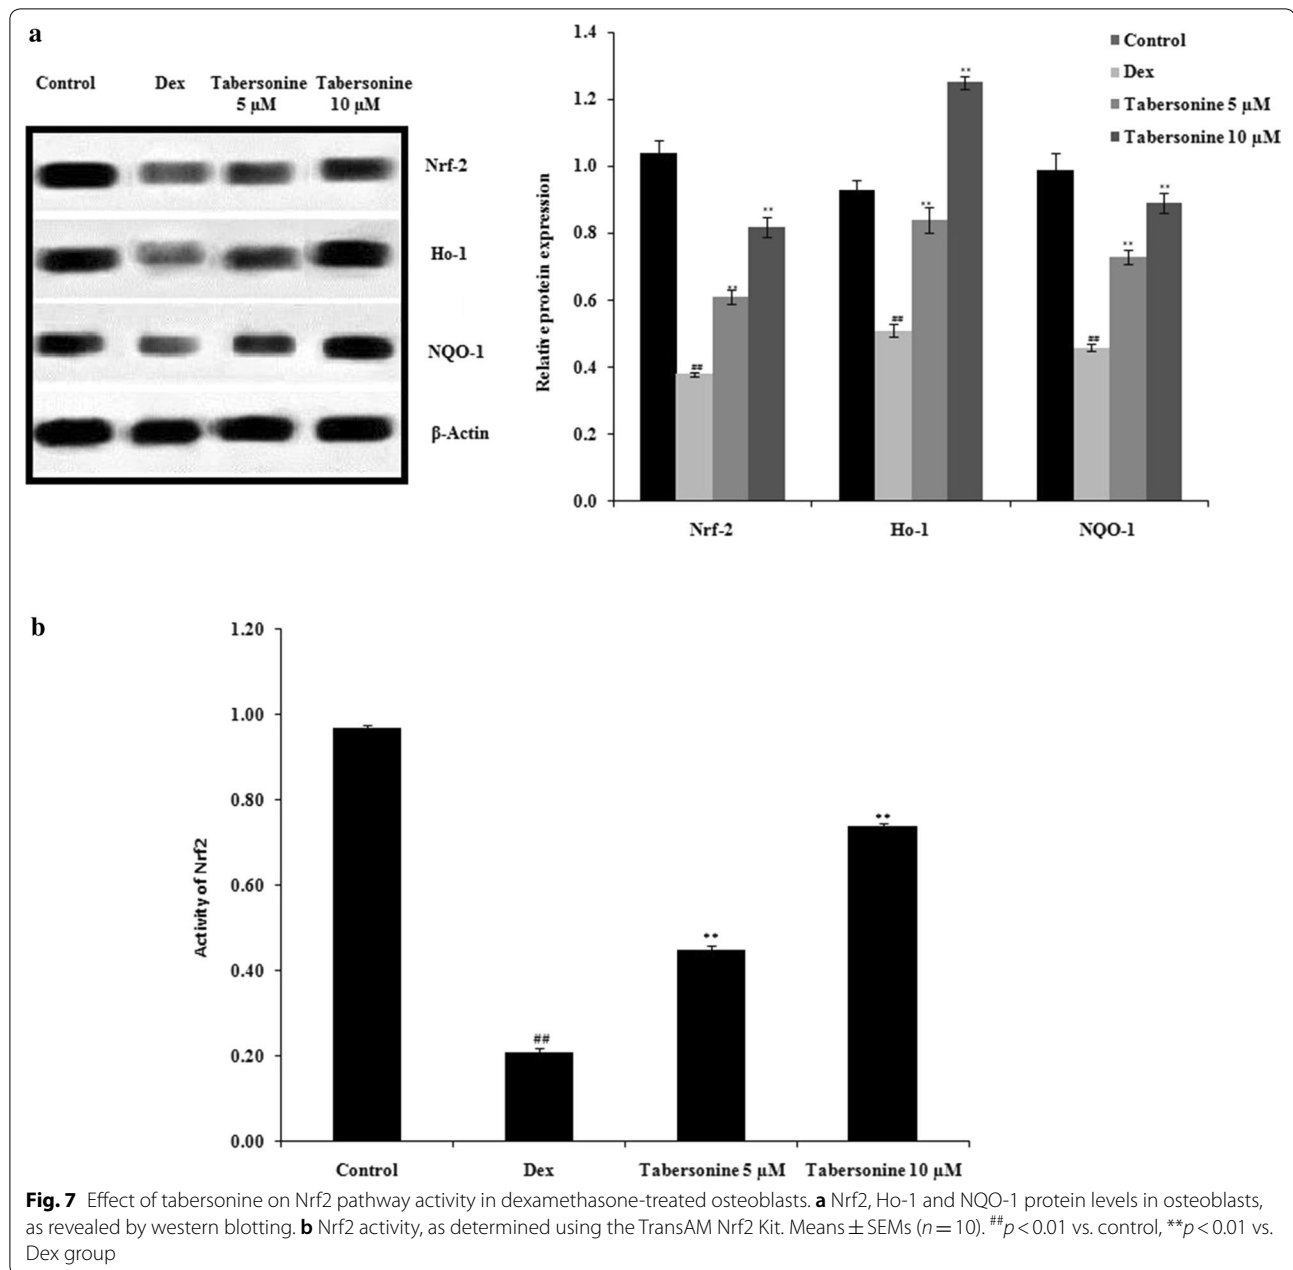 a
Control Dex Tabersonine Tabersonine
5 µM 10 µM
Nrf-2
Ho-1
NQO-1
β-Actin
Relative protein expression
1.4
1.2
1.0
0.8
0.6
0.4
0.2
0.0
Control
Dex
Tabersonine 5 µM
Tabersonine 10 µM
## ** **
## ** **
## ** **
Nrf-2 Ho-1 NQO-1
b
Activity of Nrf2
1.20
1.00
0.80
0.60
0.40
0.20
0.00
## ** **
Control Dex Tabersonine 5 µM Tabersonine 10 µM
Fig. 7 Effect of tabersonine on Nrf2 pathway activity in dexamethasone-treated osteoblasts. a Nrf2, Ho-1 and NQO-1 protein levels in osteoblasts,
as revealed by western blotting. b Nrf2 activity, as determined using the TransAM Nrf2 Kit. Means ± SEMs (n = 10). ##p < 0.01 vs. control, **p < 0.01 vs.
Dex group